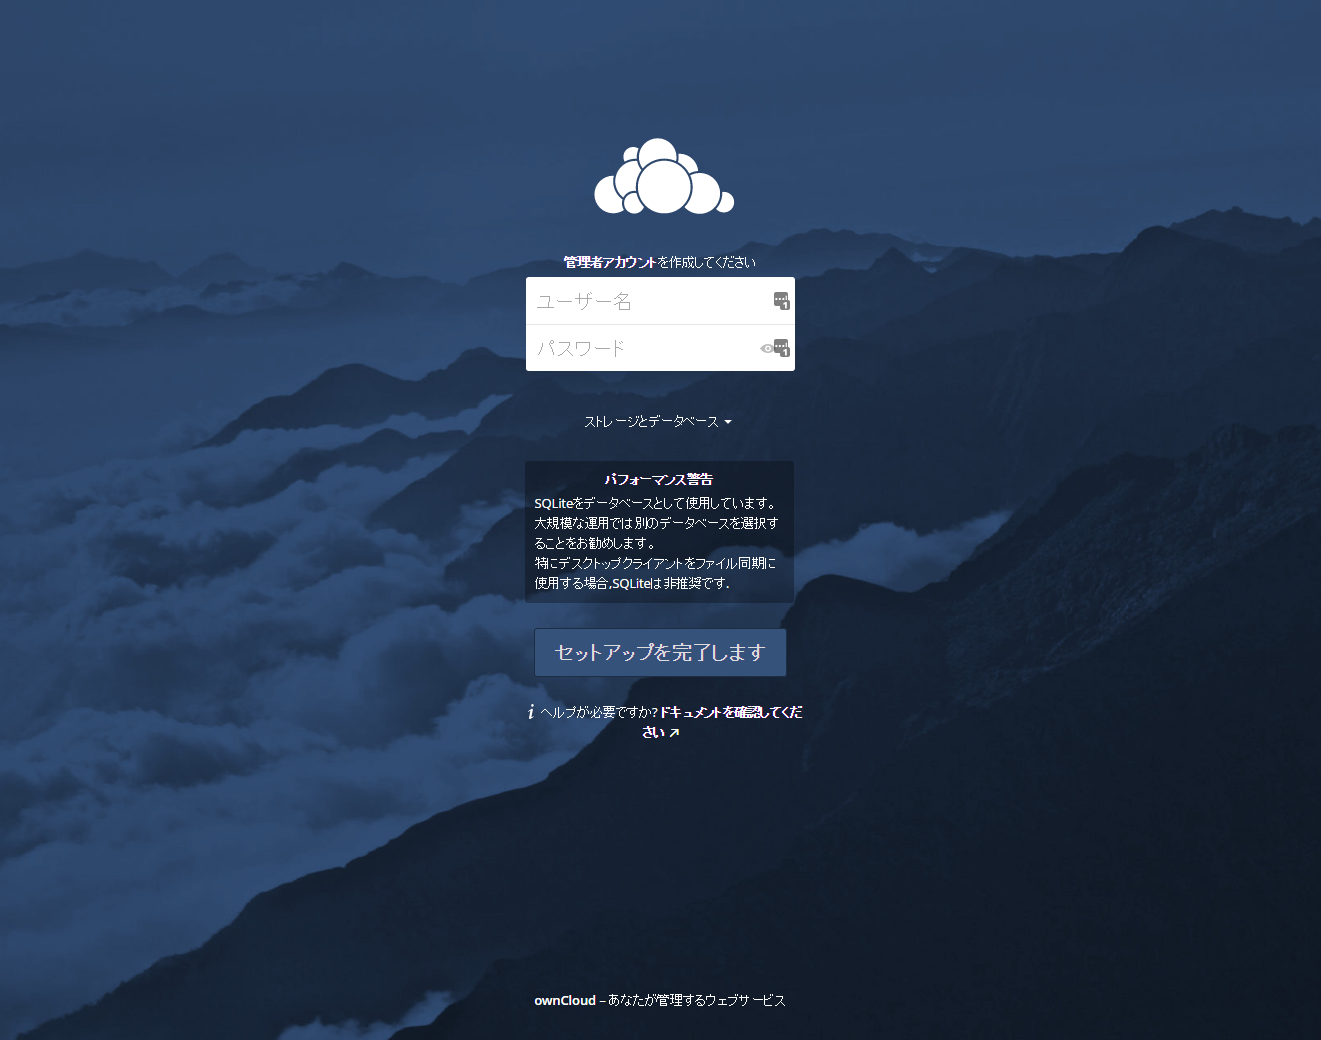 管理者アカウントを作成してください
ユーザー名
パスワード
ストレージとデータベース
パフォーマンス警告
SQLiteをデータベースとして使用しています。
大規模な運用では別のデータベースを選択す
ることをお勧めします。
特にデスクトップクライアントをファイル同期に
使用する場合,SQLiteは非推奨です.
セットアップを完了します
i ヘルプが必要ですか?ドキュメントを確認してくだ
さい ↗
ownCloud – あなたが管理するウェブサービス